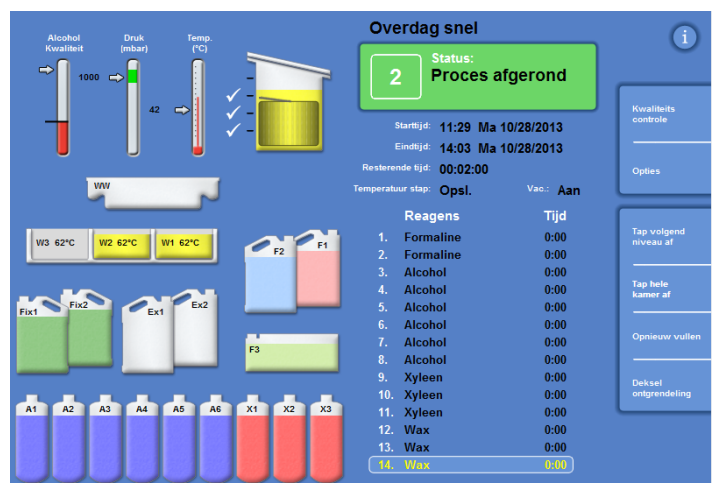 Alcohol Kwaliteit
Druk (mbar)
Temp. (°C)
1000
42
WW
W3 62°C
W2 62°C
W1 62°C
F2
F1
Fix1
Fix2
Ex1
Ex2
F3
A1
A2
A3
A4
A5
A6
X1
X2
X3
Overdag snel
2
Status:
Proces afgerond
Starttijd: 11:29 Ma 10/28/2013
Eindtijd: 14:03 Ma 10/28/2013
Resterende tijd: 00:02:00
Temperatuur stap: Opsl. Vac.: Aan
Reagens Tijd
1. Formaline 0:00
2. Formaline 0:00
3. Alcohol 0:00
4. Alcohol 0:00
5. Alcohol 0:00
6. Alcohol 0:00
7. Alcohol 0:00
8. Alcohol 0:00
9. Xyleen 0:00
10. Xyleen 0:00
11. Xyleen 0:00
12. Wax 0:00
13. Wax 0:00
14. Wax 0:00
i
Kwaliteits
controle
Opties
Tap volgend
niveau af
Tap hele
kamer af
Opnieuw vullen
Deksel
ontgrendeling